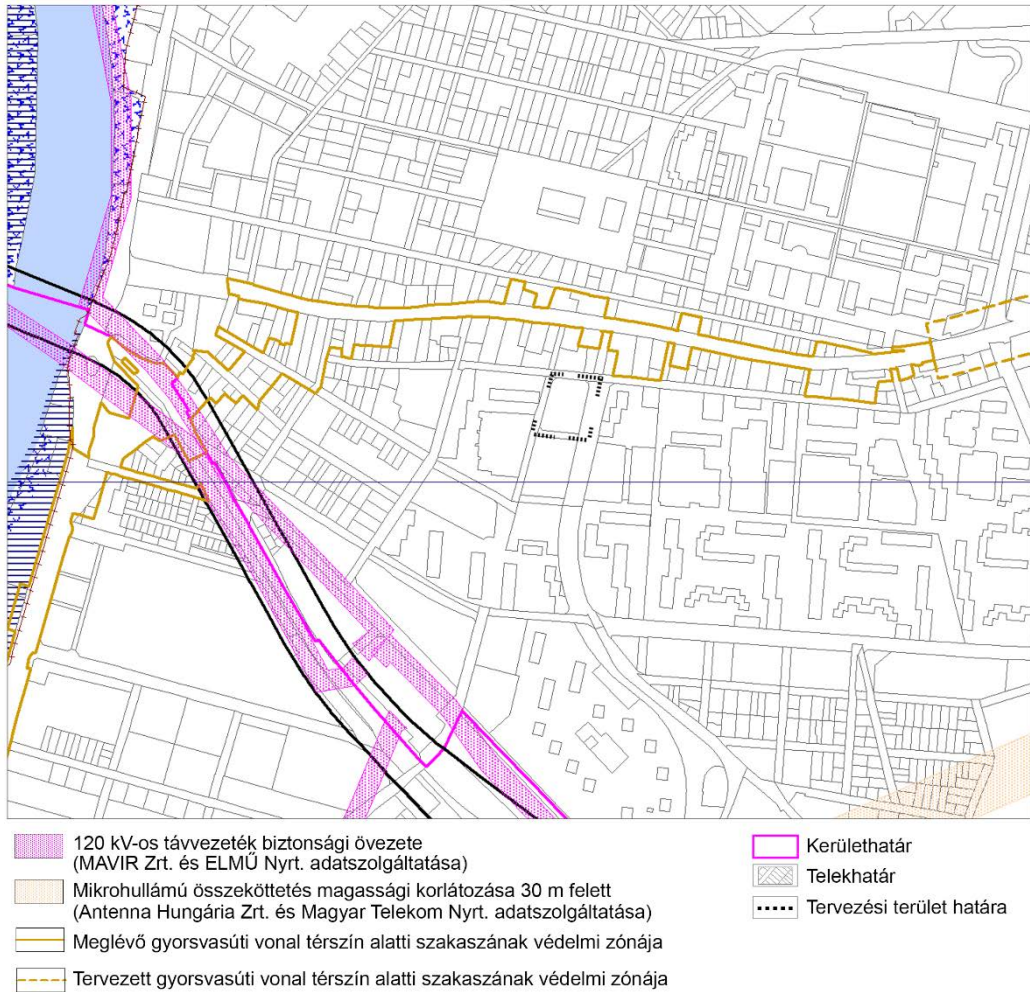 120 kV-os távvezeték biztonsági övezete
(MAVIR Zrt. és ELMŰ Nyrt. adatszolgáltatása)
Mikrohullámú összeköttetés magassági korlátozása 30 m felett
(Antenna Hungária Zrt. és Magyar Telekom Nyrt. adatszolgáltatása)
Meglévő gyorsvasúti vonal térszín alatti szakaszának védelmi zónája
Tervezett gyorsvasúti vonal térszín alatti szakaszának védelmi zónája
Kerülethatár
Telekhatár
Tervezési terület határa